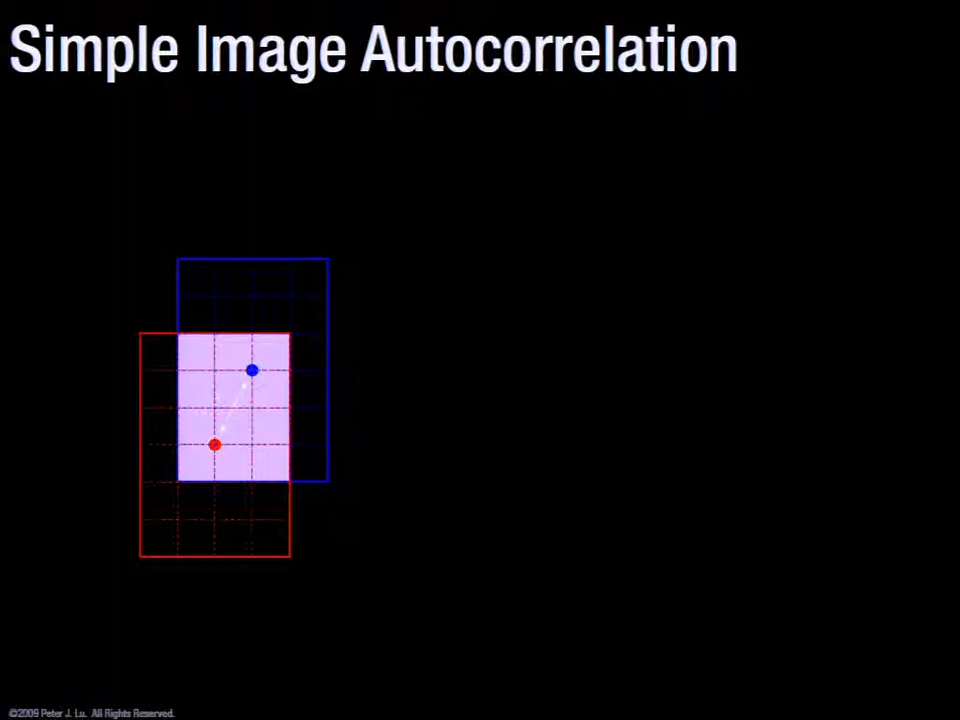 Simple Image Autocorrelation
©2009 Peter J. Lu. All Rights Reserved.